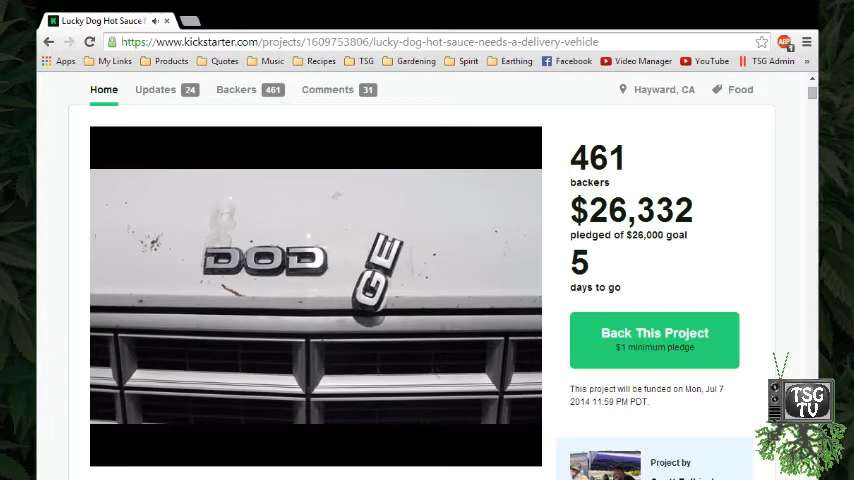 Lucky Dog Hot Sauce
https://www.kickstarter.com/projects/1609753806/lucky-dog-hot-sauce-needs-a-delivery-vehicle
ABP
Apps My Links Products Quotes Music Recipes TSG Gardening Spirit Earthing Facebook Video Manager YouTube TSG Admin »
Home Updates 24 Backers 461 Comments 31 Hayward, CA Food
DODGE
461
backers
$26,332
pledged of $26,000 goal
5
days to go
Back This Project
$1 minimum pledge
This project will be funded on Mon, Jul 7
2014 11:59 PM PDT.
Project by
TSG
TV